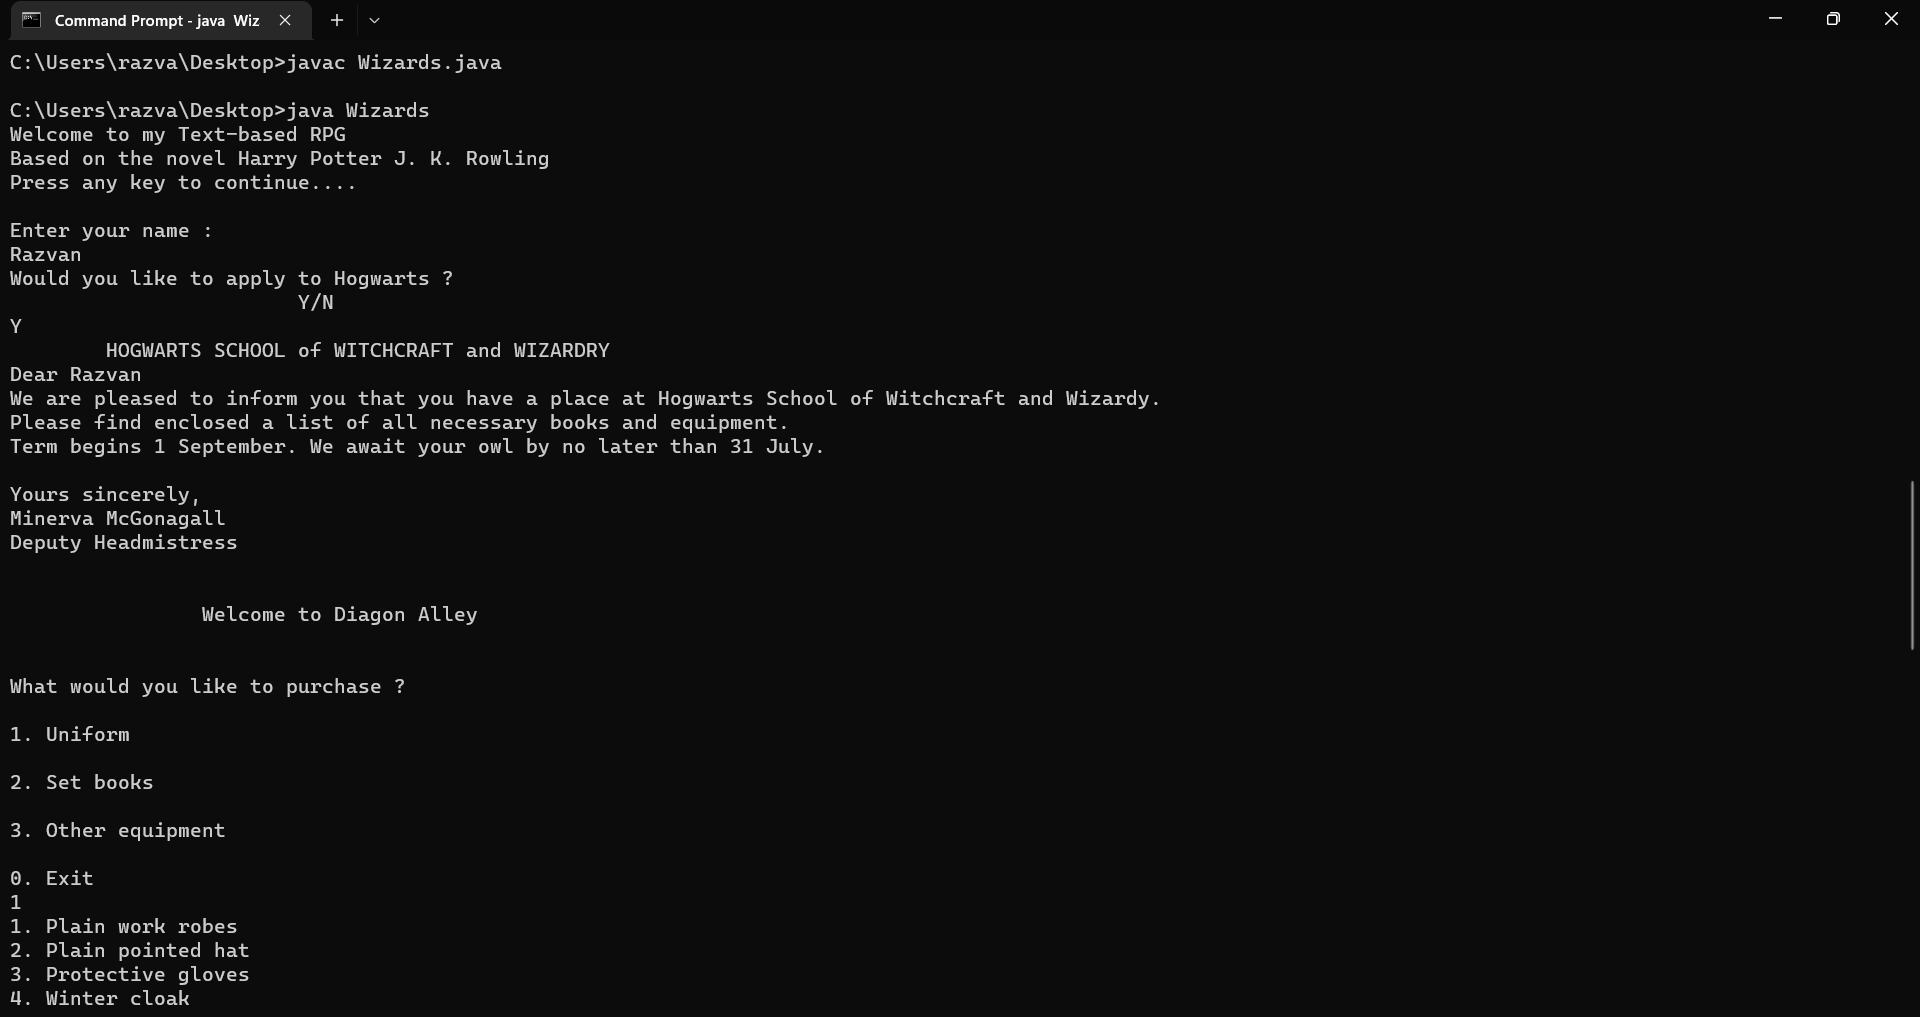 Command Prompt - java Wiz
C:\Users\razva\Desktop>javac Wizards.java
C:\Users\razva\Desktop>java Wizards
Welcome to my Text-based RPG
Based on the novel Harry Potter J. K. Rowling
Press any key to continue....
Enter your name :
Razvan
Would you like to apply to Hogwarts ?
Y/N
Y
HOGWARTS SCHOOL of WITCHCRAFT and WIZARDRY
Dear Razvan
We are pleased to inform you that you have a place at Hogwarts School of Witchcraft and Wizardy.
Please find enclosed a list of all necessary books and equipment.
Term begins 1 September. We await your owl by no later than 31 July.
Yours sincerely,
Minerva McGonagall
Deputy Headmistress
Welcome to Diagon Alley
What would you like to purchase ?
1. Uniform
2. Set books
3. Other equipment
0. Exit
1
1. Plain work robes
2. Plain pointed hat
3. Protective gloves
4. Winter cloak